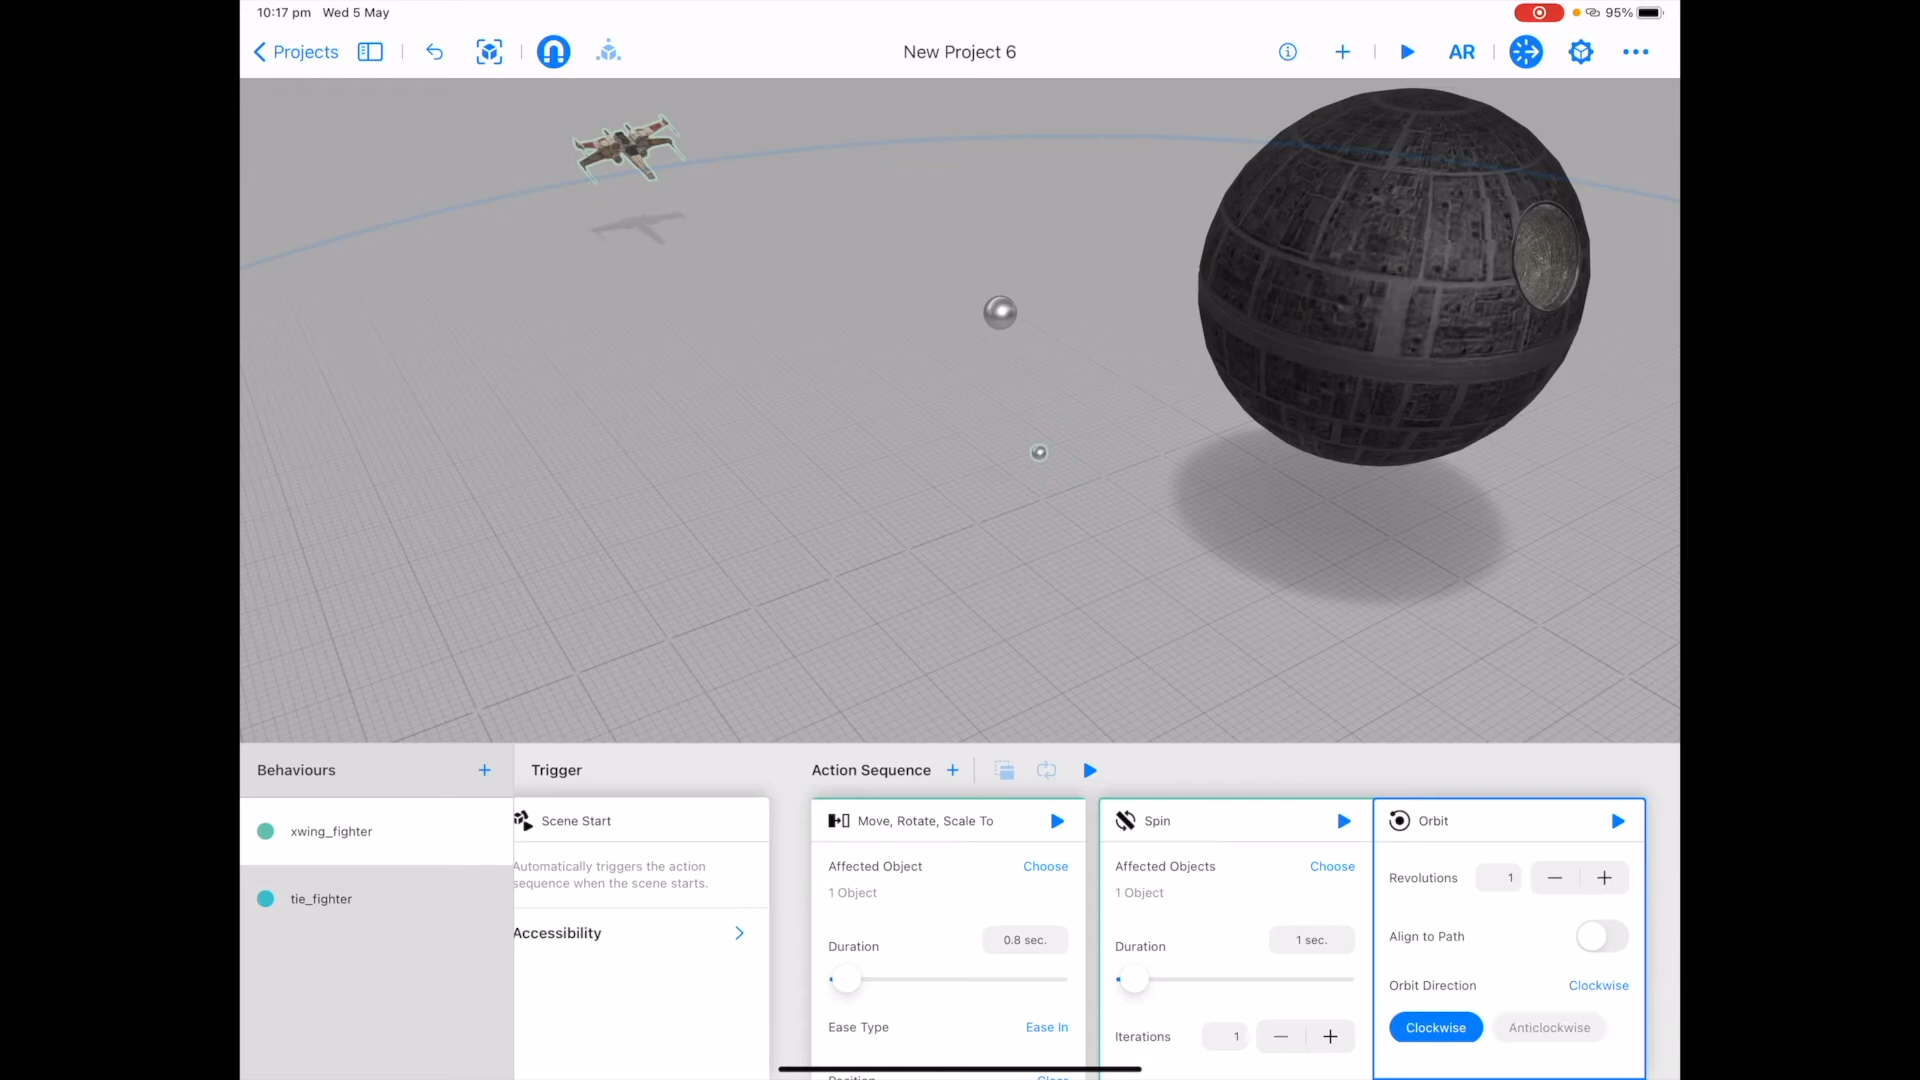 10:17 pm Wed 5 May
95%
Projects
New Project 6
AR
Behaviours
Trigger
Action Sequence
xwing_fighter
tie_fighter
Scene Start
Automatically triggers the action
sequence when the scene starts.
Accessibility
Move, Rotate, Scale To
Affected Object Choose
1 Object
Duration 0.8 sec.
Ease Type Ease In
Position Clear
Spin
Affected Objects Choose
1 Object
Duration 1 sec.
Iterations 1
Orbit
Revolutions 1
Align to Path
Orbit Direction Clockwise
Clockwise Anticlockwise